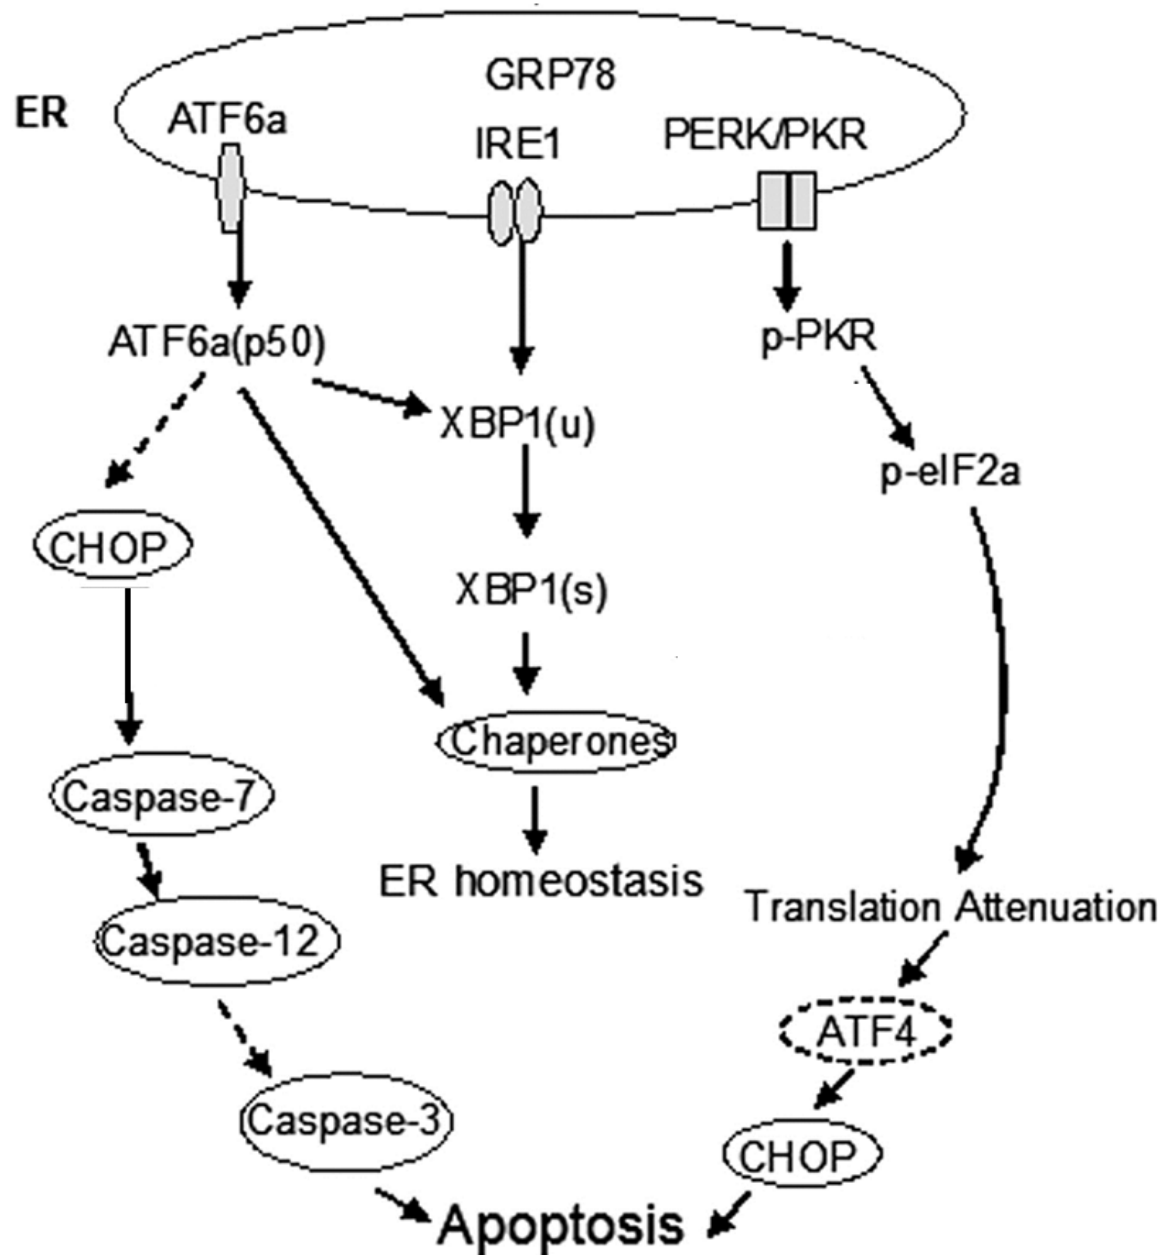 GRP78
ER
ATF6a
IRE1
PERK/PKR
ATF6a(p50)
p-PKR
XBP1(u)
p-eIF2a
CHOP
XBP1(s)
Chaperones
Caspase-7
ER homeostasis
Translation Attenuation
Caspase-12
ATF4
Caspase-3
CHOP
Apoptosis